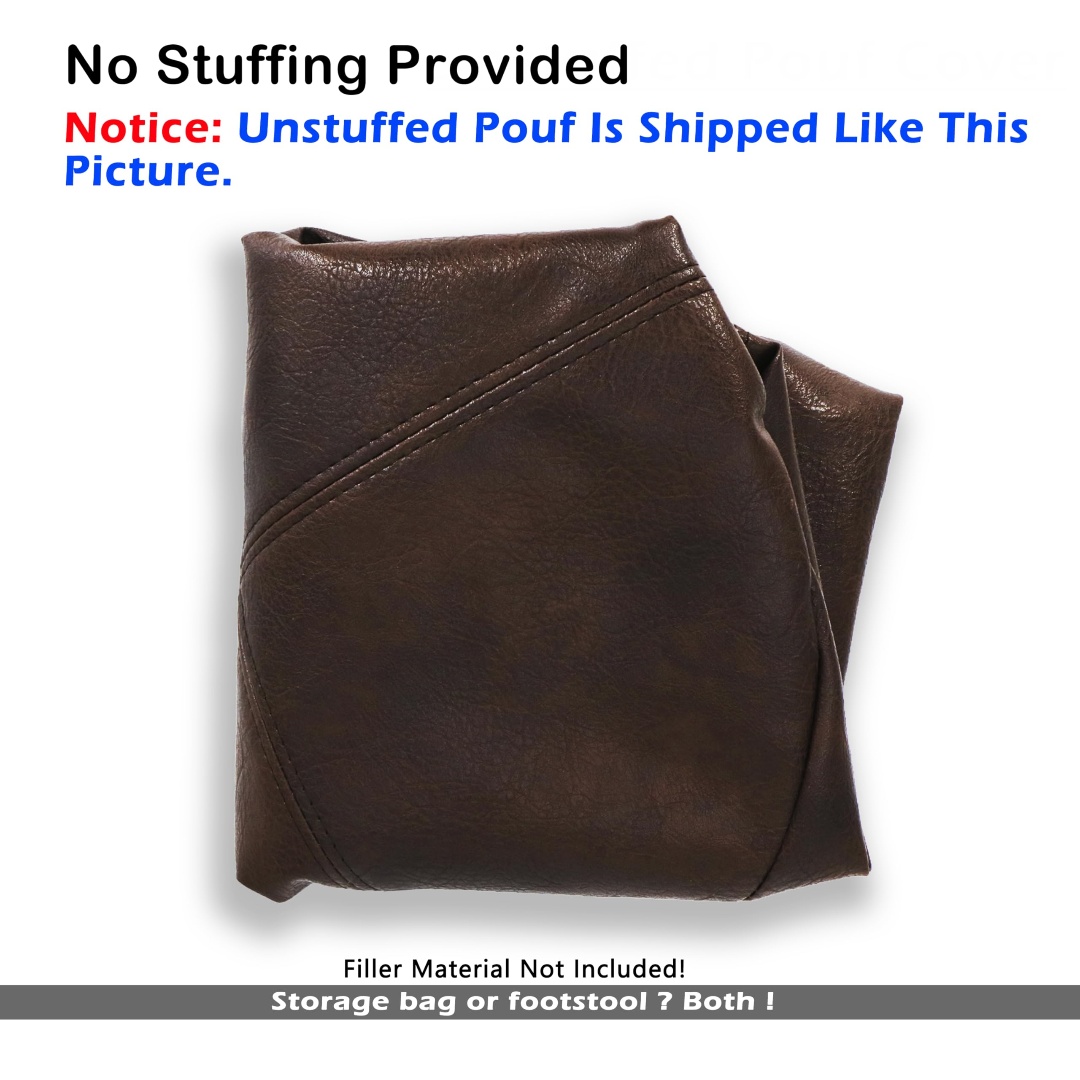 No Stuffing Provided
Notice: Unstuffed Pouf Is Shipped Like This
Picture.
Filler Material Not Included!
Storage bag or footstool ? Both !